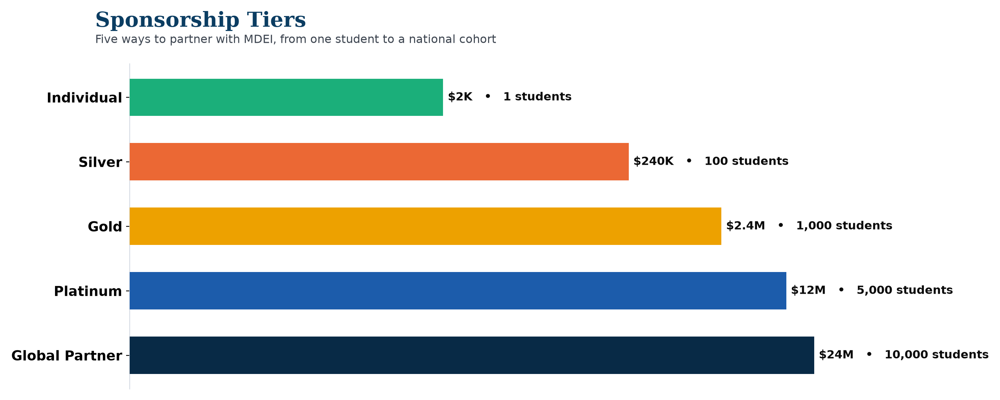 Sponsorship Tiers
Five ways to partner with MDEI, from one student to a national cohort
Individual $2K • 1 students
Silver $240K • 100 students
Gold $2.4M • 1,000 students
Platinum $12M • 5,000 students
Global Partner $24M • 10,000 students